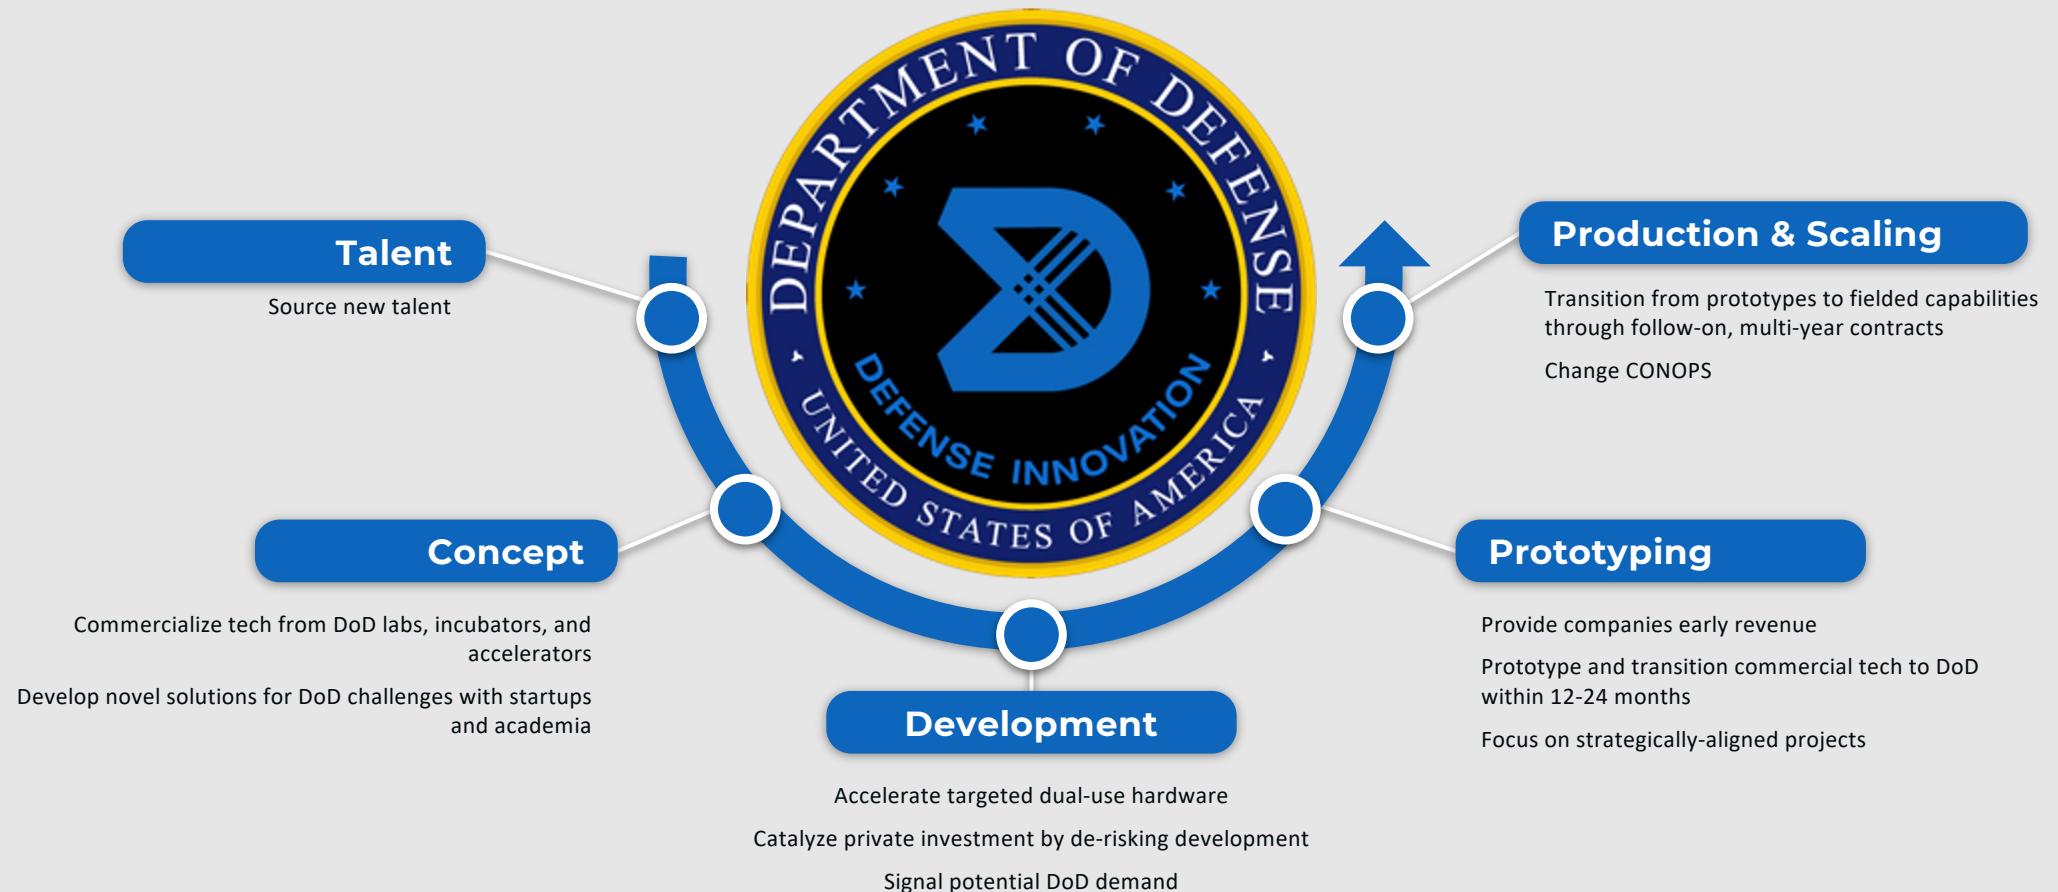 DEPARTMENT OF DEFENSE
DEFENSE INNOVATION
UNITED STATES OF AMERICA
Talent
Source new talent
Concept
Commercialize tech from DoD labs, incubators, and
accelerators
Develop novel solutions for DoD challenges with startups
and academia
Development
Accelerate targeted dual-use hardware
Catalyze private investment by de-risking development
Signal potential DoD demand
Prototyping
Provide companies early revenue
Prototype and transition commercial tech to DoD
within 12-24 months
Focus on strategically-aligned projects
Production & Scaling
Transition from prototypes to fielded capabilities
through follow-on, multi-year contracts
Change CONOPS